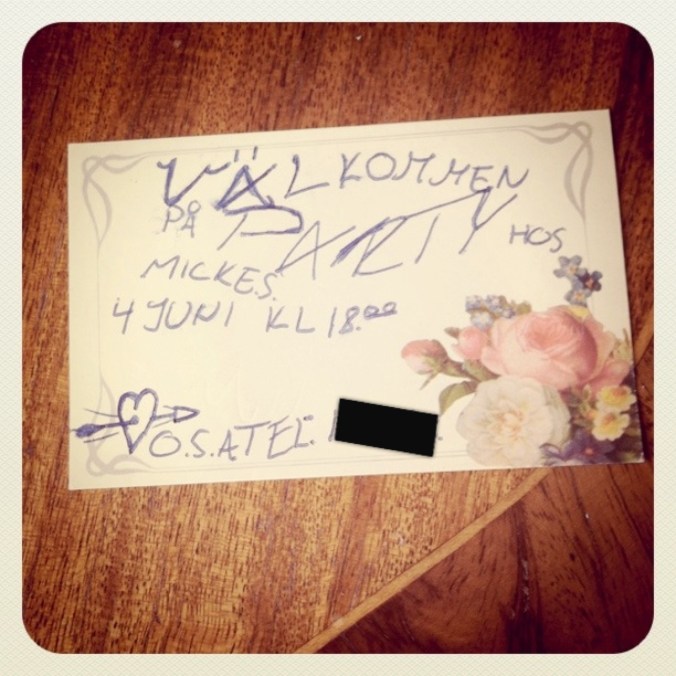 VÄLKOMMEN
PÅ PARTY HOS
MICKES.
4 JUNI KL 18.00
O.S.A TEL: